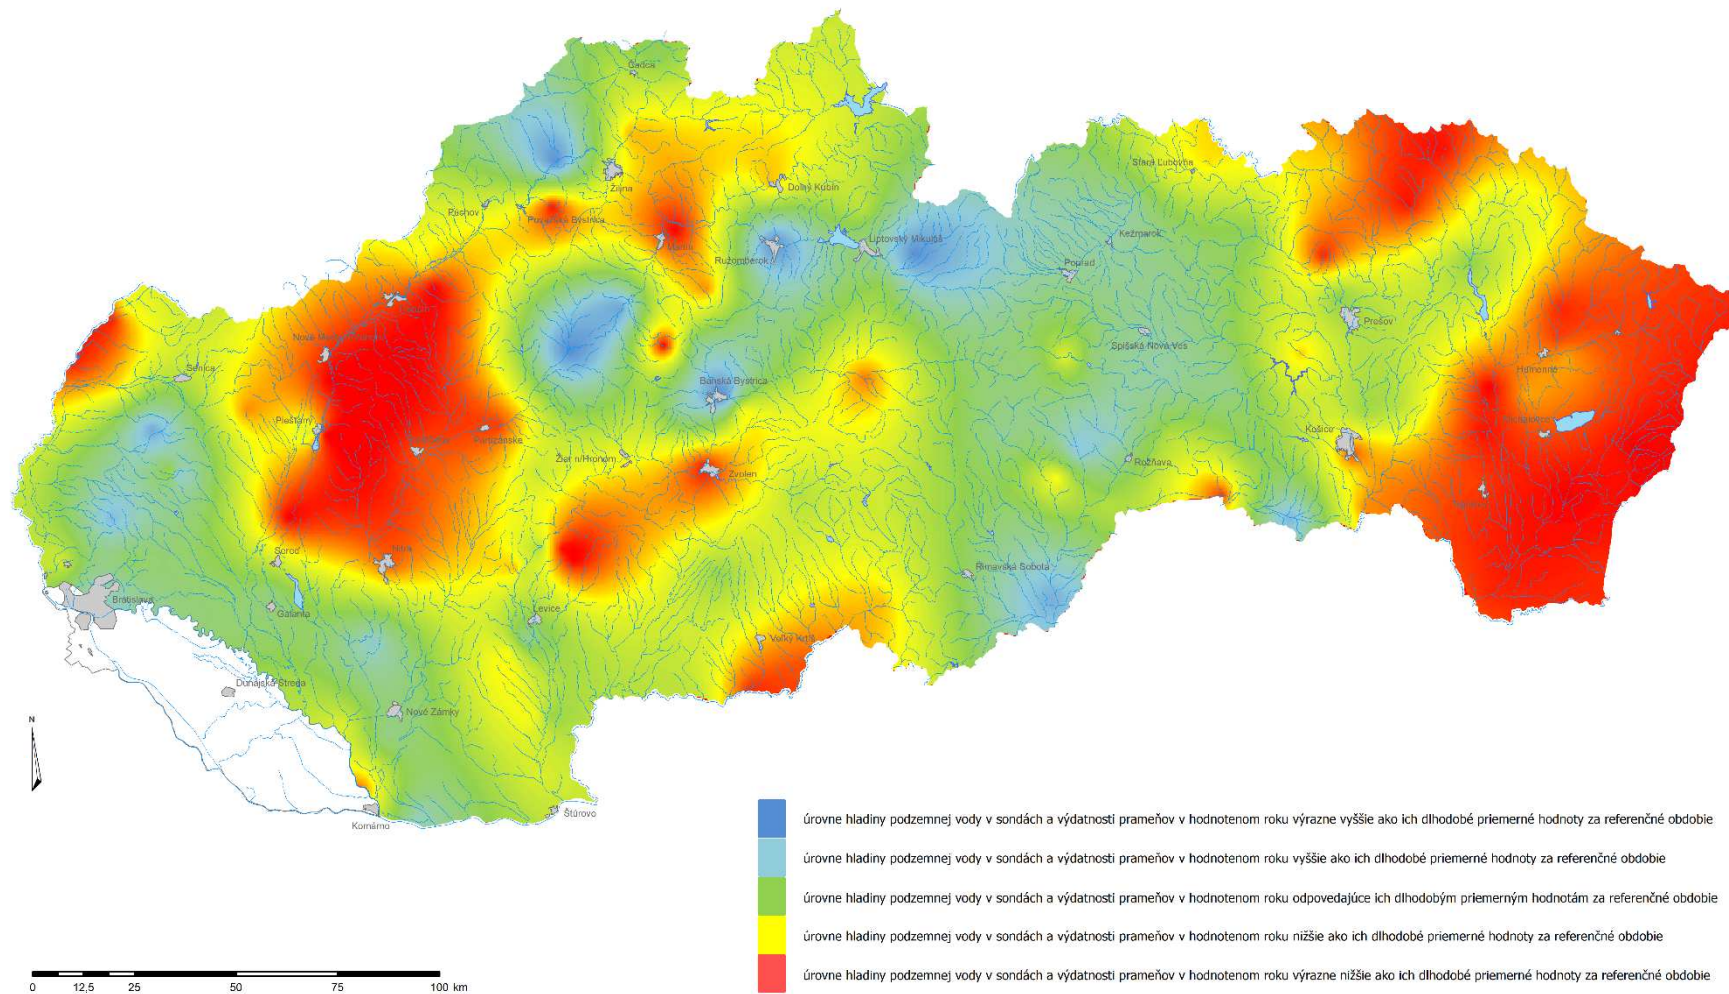 Čadca
Stará Ľubovňa
Žilina
Dolný Kubín
Púchov
Považská Bystrica
Kežmarok
Liptovský Mikuláš
Martin
Ružomberok
Poprad
Prešov
Spišská Nová Ves
Senica
Humenné
Banská Bystrica
Piešťany
Partizánske
Košice
Žiar n/Hronom
Rožňava
Zvolen
Nitra
Rimavská Sobota
Bratislava
Galanta
Levice
Veľký Krtíš
Dunajská Streda
Nové Zámky
N
Komárno
Štúrovo
úrovne hladiny podzemnej vody v sondách a výdatnosti prameňov v hodnotenom roku výrazne vyššie ako ich dlhodobé priemerné hodnoty za referenčné obdobie
úrovne hladiny podzemnej vody v sondách a výdatnosti prameňov v hodnotenom roku vyššie ako ich dlhodobé priemerné hodnoty za referenčné obdobie
úrovne hladiny podzemnej vody v sondách a výdatnosti prameňov v hodnotenom roku odpovedajúce ich dlhodobým priemerným hodnotám za referenčné obdobie
úrovne hladiny podzemnej vody v sondách a výdatnosti prameňov v hodnotenom roku nižšie ako ich dlhodobé priemerné hodnoty za referenčné obdobie
úrovne hladiny podzemnej vody v sondách a výdatnosti prameňov v hodnotenom roku výrazne nižšie ako ich dlhodobé priemerné hodnoty za referenčné obdobie
0 12,5 25 50 75 100 km